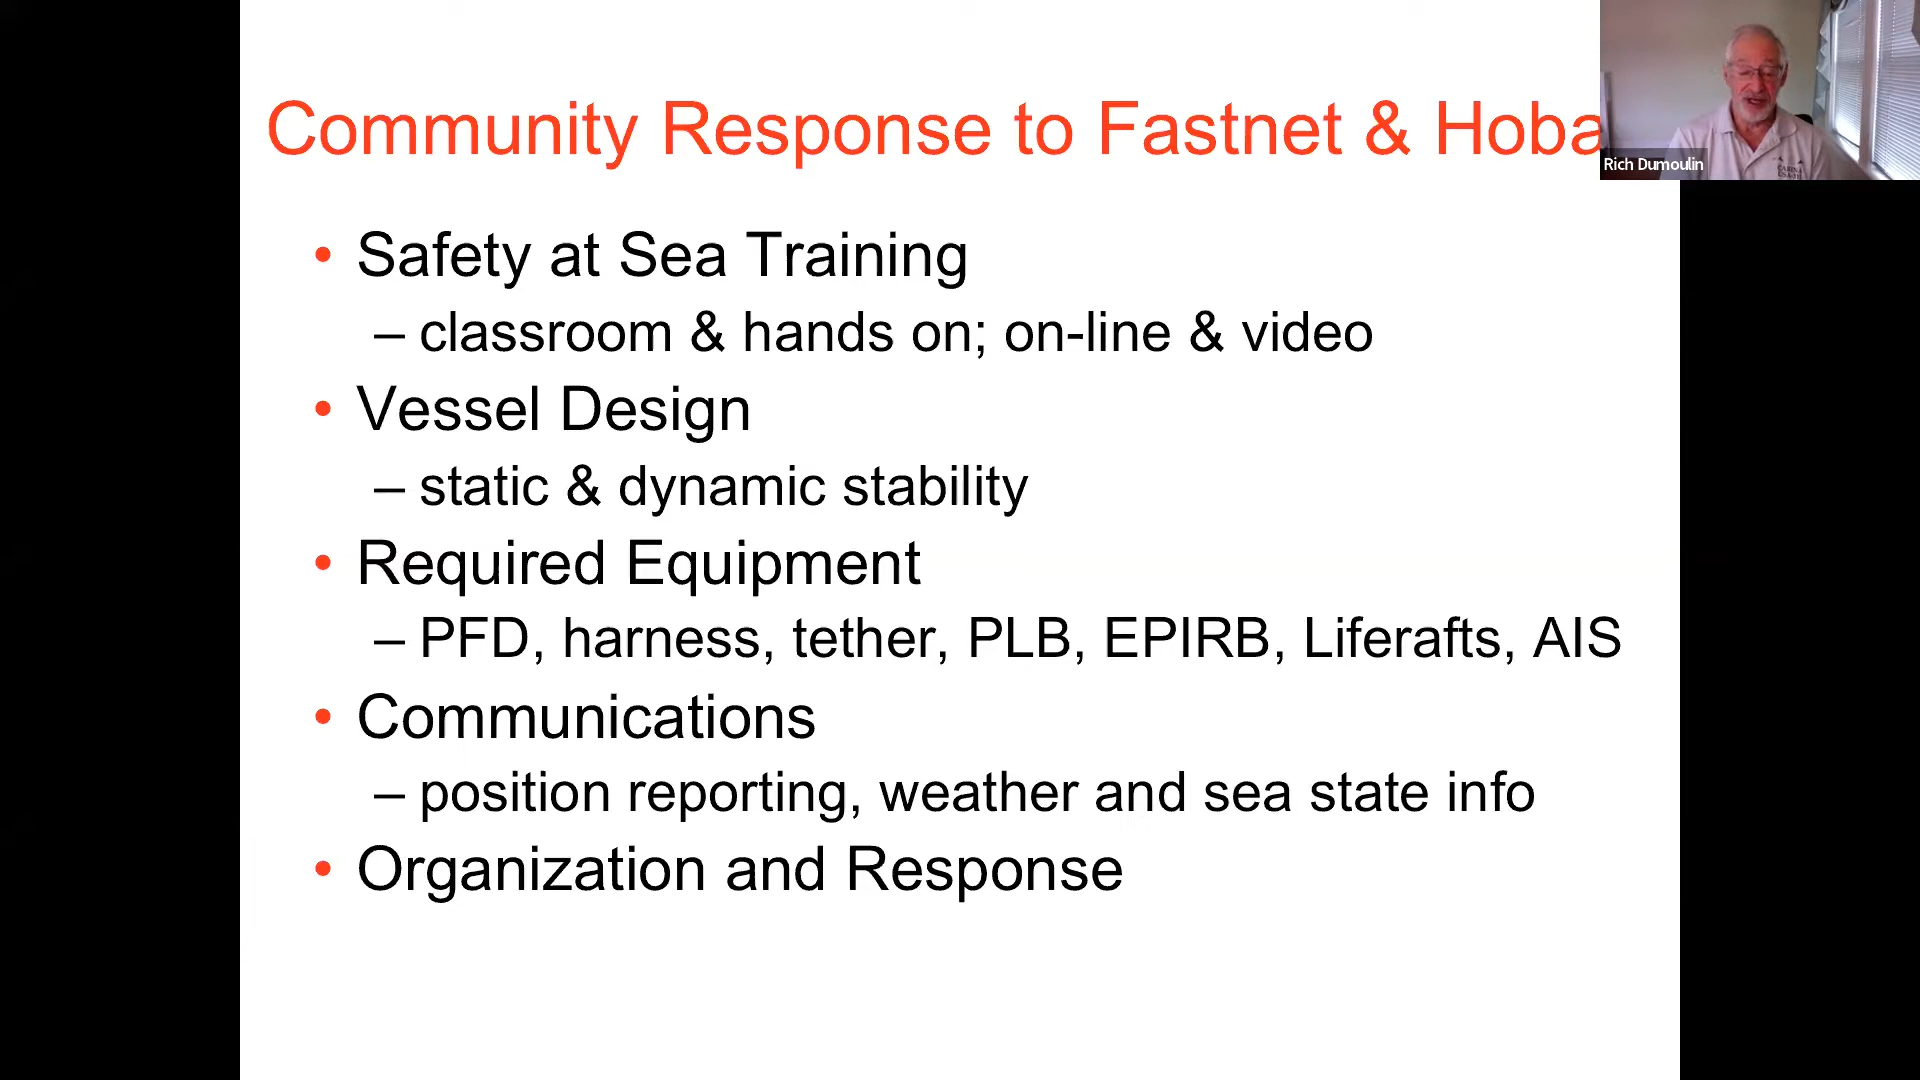 Community Response to Fastnet & Hoba
Rich Dumoulin
• Safety at Sea Training
– classroom & hands on; on-line & video
• Vessel Design
– static & dynamic stability
• Required Equipment
– PFD, harness, tether, PLB, EPIRB, Liferafts, AIS
• Communications
– position reporting, weather and sea state info
• Organization and Response